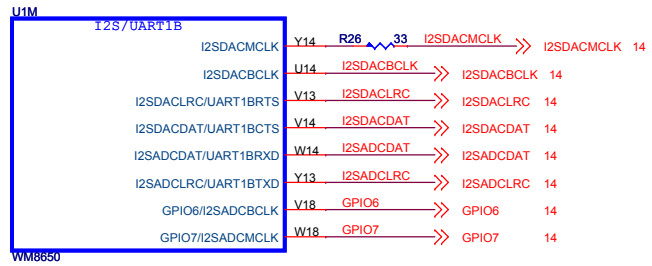 U1M
I2S/UART1B
I2SDACMCLK Y14 R26 33 I2SDACMCLK I2SDACMCLK 14
I2SDACBCLK U14 I2SDACBCLK I2SDACBCLK 14
I2SDACLRC/UART1BRTS V13 I2SDACLRC I2SDACLRC 14
I2SDACDAT/UART1BCTS V14 I2SDACDAT I2SDACDAT 14
I2SADCDAT/UART1BRXD W14 I2SADCDAT I2SADCDAT 14
I2SADCLRC/UART1BTXD Y13 I2SADCLRC I2SADCLRC 14
GPIO6/I2SADCBCLK V18 GPIO6 GPIO6 14
GPIO7/I2SADCMCLK W18 GPIO7 GPIO7 14
WM8650